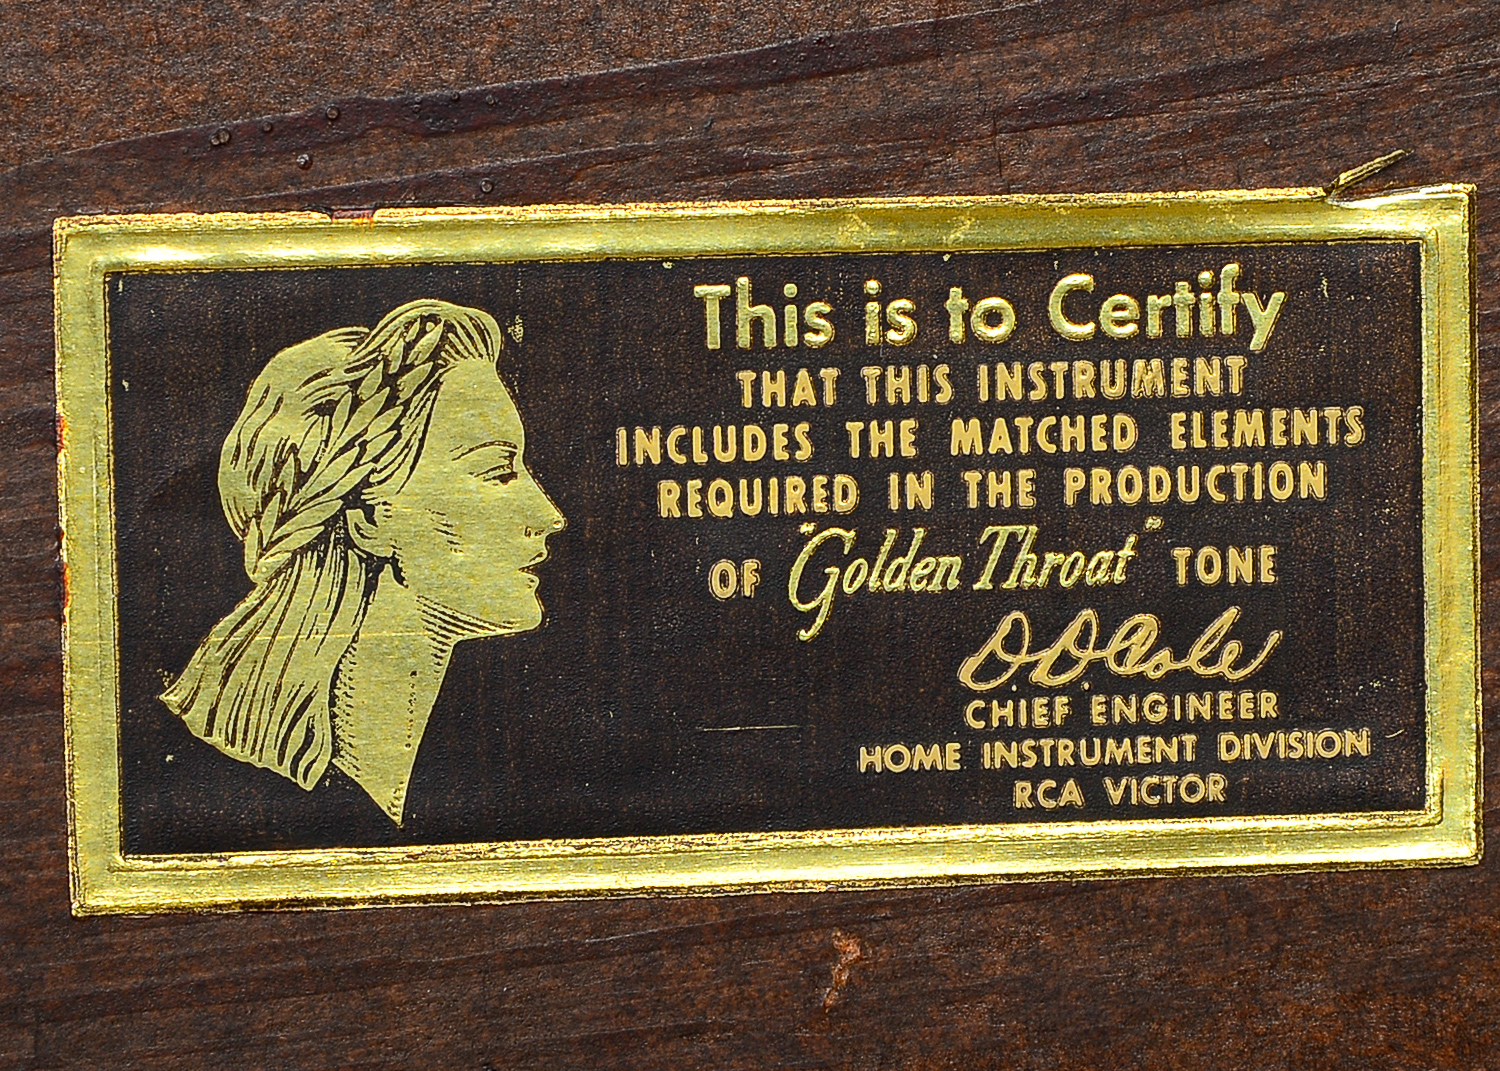 This is to Certify
THAT THIS INSTRUMENT
INCLUDES THE MATCHED ELEMENTS
REQUIRED IN THE PRODUCTION
OF "Golden Throat" TONE
D. D. Cole
CHIEF ENGINEER
HOME INSTRUMENT DIVISION
RCA VICTOR